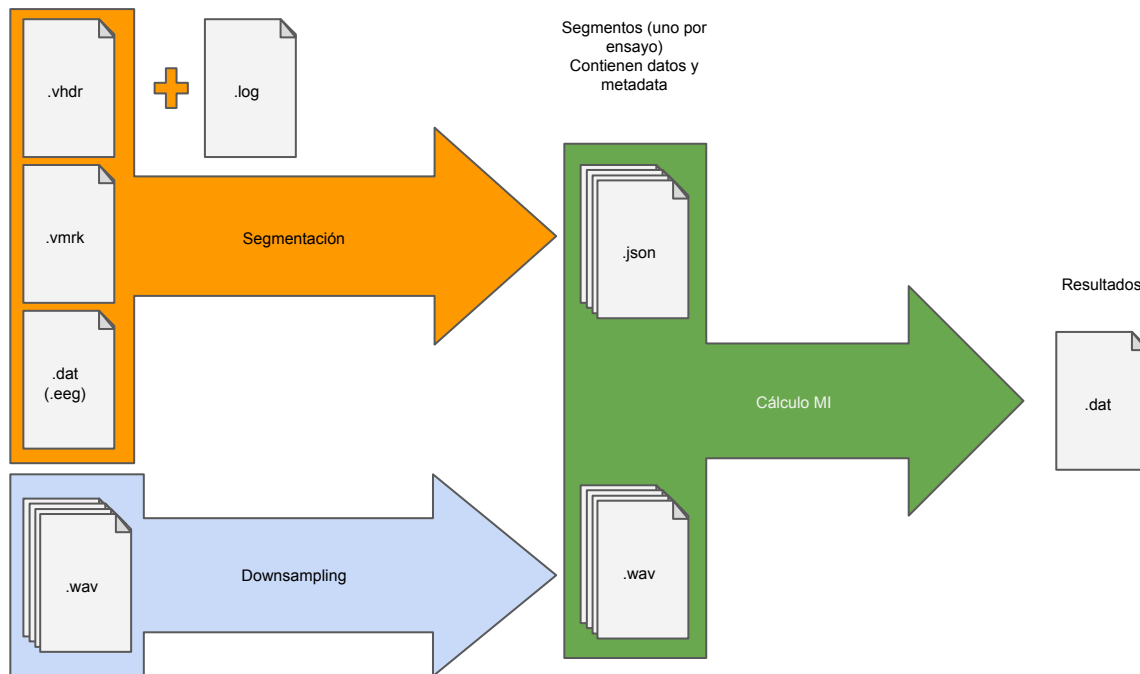 .vhdr
.log
.vmrk
Segmentación
.dat
(.eeg)
.wav
Downsampling
Segmentos (uno por
ensayo)
Contienen datos y
metadata
.json
.wav
Cálculo MI
Resultados
.dat